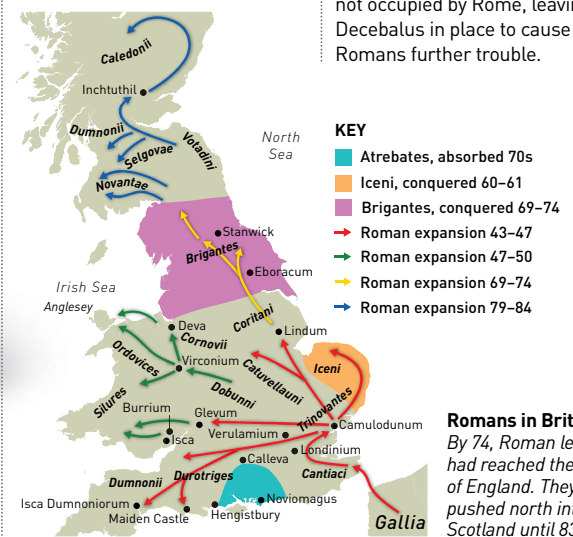 not occupied by Rome, leavin
Decebalus in place to cause
Romans further trouble.
Caledonii
Inchtuthil
Dumnonii
Selgovae
Votadini
Novantae
North
Sea
KEY
Atrebates, absorbed 70s
Iceni, conquered 60–61
Brigantes, conquered 69–74
Roman expansion 43–47
Roman expansion 47–50
Roman expansion 69–74
Roman expansion 79–84
Stanwick
Brigantes
Eboracum
Irish Sea
Anglesey
Deva
Coritani
Lindum
Cornovii
Ordovices
Virconium
Catuvellauni
Iceni
Silures
Dobunni
Trinovantes
Burrium
Glevum
Camulodunum
Verulamium
Isca
Londinium
Calleva
Cantiaci
Dumnonii
Durotriges
Isca Dumnoniorum
Noviomagus
Maiden Castle
Hengistbury
Gallia
Romans in Brit
By 74, Roman le
had reached the
of England. They
pushed north int
Scotland until 83